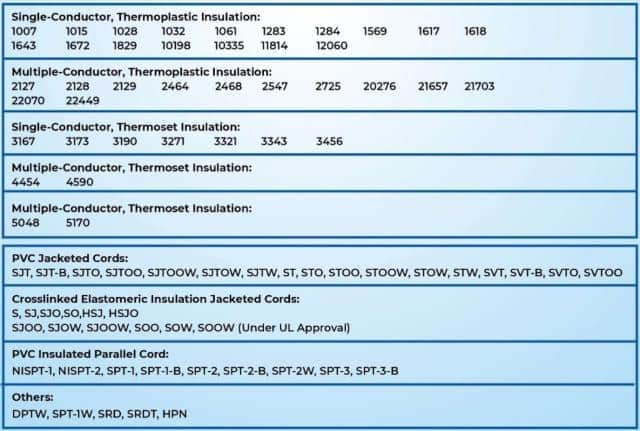 Single-Conductor, Thermoplastic Insulation:
1007 1015 1028 1032 1061 1283 1284 1569 1617 1618
1643 1672 1829 10198 10335 11814 12060
Multiple-Conductor, Thermoplastic Insulation:
2127 2128 2129 2464 2468 2547 2725 20276 21657 21703
22070 22449
Single-Conductor, Thermoset Insulation:
3167 3173 3190 3271 3321 3343 3456
Multiple-Conductor, Thermoset Insulation:
4454 4590
Multiple-Conductor, Thermoset Insulation:
5048 5170
PVC Jacketed Cords:
SJT, SJT-B, SJTO, SJTOO, SJTOOW, SJTOW, SJTW, ST, STO, STOO, STOOW, STOW, STW, SVT, SVT-B, SVTO, SVTOO
Crosslinked Elastomeric Insulation Jacketed Cords:
S, SJ,SJO,SO,HSJ, HSJO
SJOO, SJOW, SJOOW, SOO, SOW, SOOW (Under UL Approval)
PVC Insulated Parallel Cord:
NISPT-1, NISPT-2, SPT-1, SPT-1-B, SPT-2, SPT-2-B, SPT-2W, SPT-3, SPT-3-B
Others:
DPTW, SPT-1W, SRD, SRDT, HPN